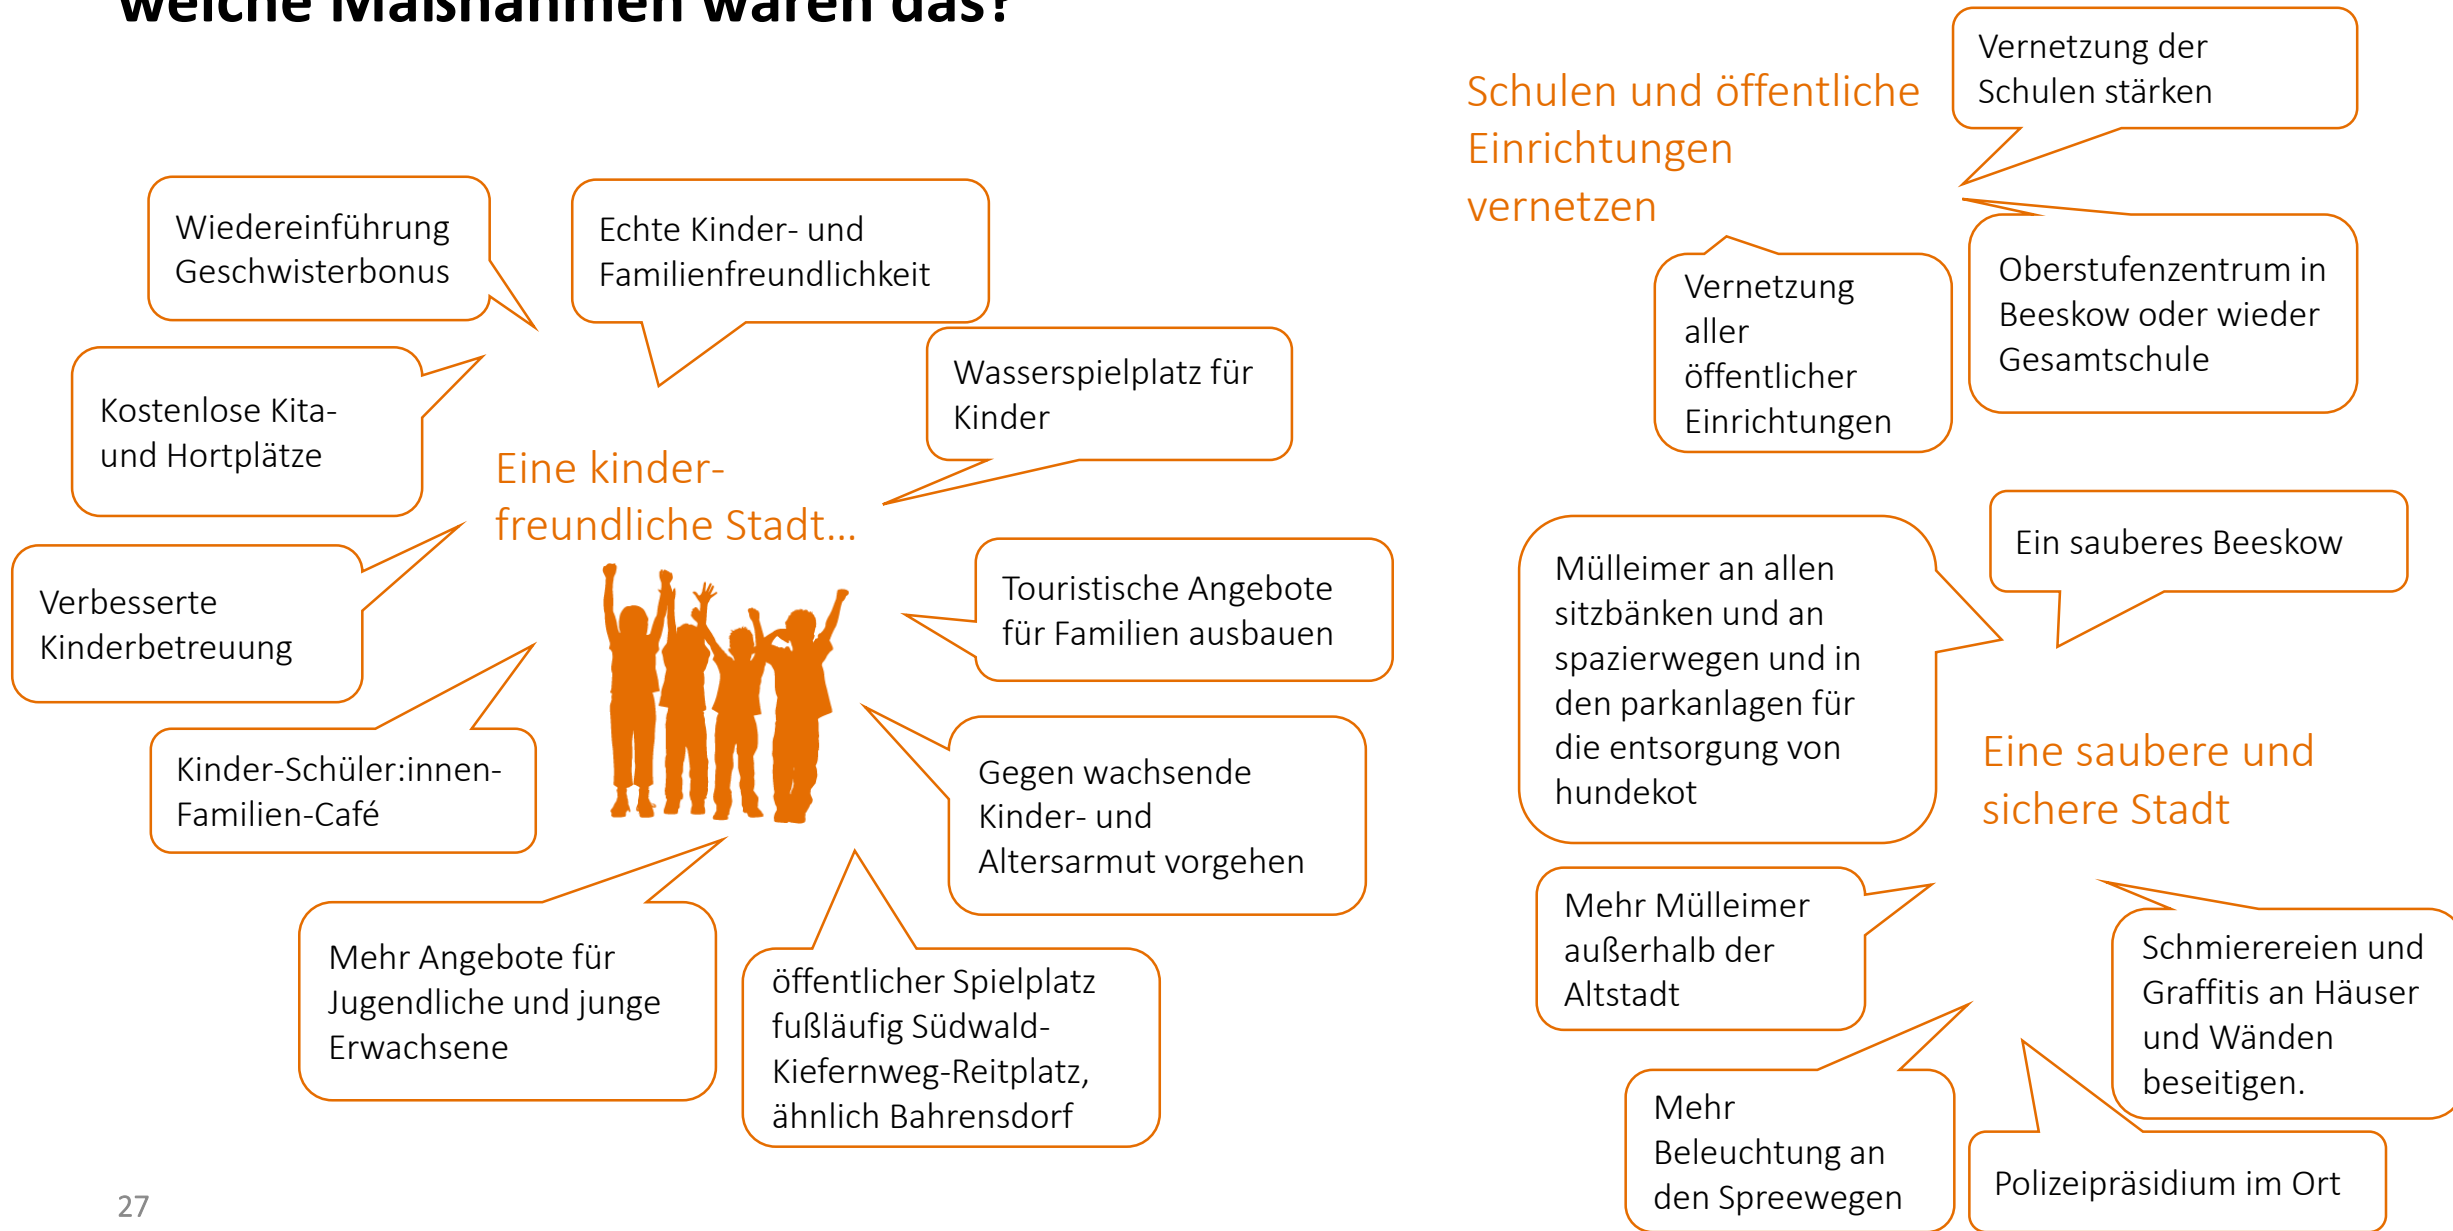 welche Maßnahmen wären das?
Wiedereinführung
Geschwisterbonus
Echte Kinder- und
Familienfreundlichkeit
Kostenlose Kita-
und Hortplätze
Wasserspielplatz für
Kinder
Eine kinder-
freundliche Stadt...
Verbesserte
Kinderbetreuung
Touristische Angebote
für Familien ausbauen
Kinder-Schüler:innen-
Familien-Café
Gegen wachsende
Kinder- und
Altersarmut vorgehen
Mehr Angebote für
Jugendliche und junge
Erwachsene
öffentlicher Spielplatz
fußläufig Südwald-
Kiefernweg-Reitplatz,
ähnlich Bahrensdorf
Schulen und öffentliche
Einrichtungen
vernetzen
Vernetzung der
Schulen stärken
Vernetzung
aller
öffentlicher
Einrichtungen
Oberstufenzentrum in
Beeskow oder wieder
Gesamtschule
Mülleimer an allen
sitzbänken und an
spazierwegen und in
den parkanlagen für
die entsorgung von
hundekot
Ein sauberes Beeskow
Eine saubere und
sichere Stadt
Mehr Mülleimer
außerhalb der
Altstadt
Schmierereien und
Graffitis an Häuser
und Wänden
beseitigen.
Mehr
Beleuchtung an
den Spreewegen
Polizeipräsidium im Ort
27